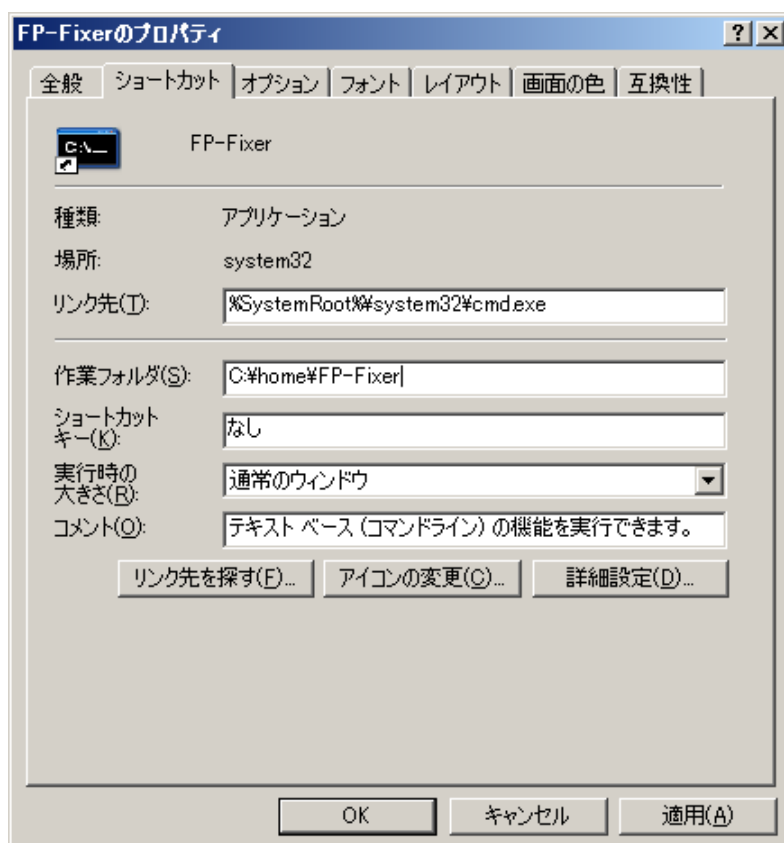 FP-Fixerのプロパティ
全般 ショートカット オプション フォント レイアウト 画面の色 互換性
C:\_
FP-Fixer
種類: アプリケーション
場所: system32
リンク先(T): %SystemRoot%¥system32¥cmd.exe
作業フォルダ(S): C:¥home¥FP-Fixer
ショートカット
キー(K): なし
実行時の
大きさ(R): 通常のウィンドウ
コメント(O): テキスト ベース (コマンドライン) の機能を実行できます。
リンク先を探す(F)... アイコンの変更(C)... 詳細設定(D)...
OK キャンセル 適用(A)